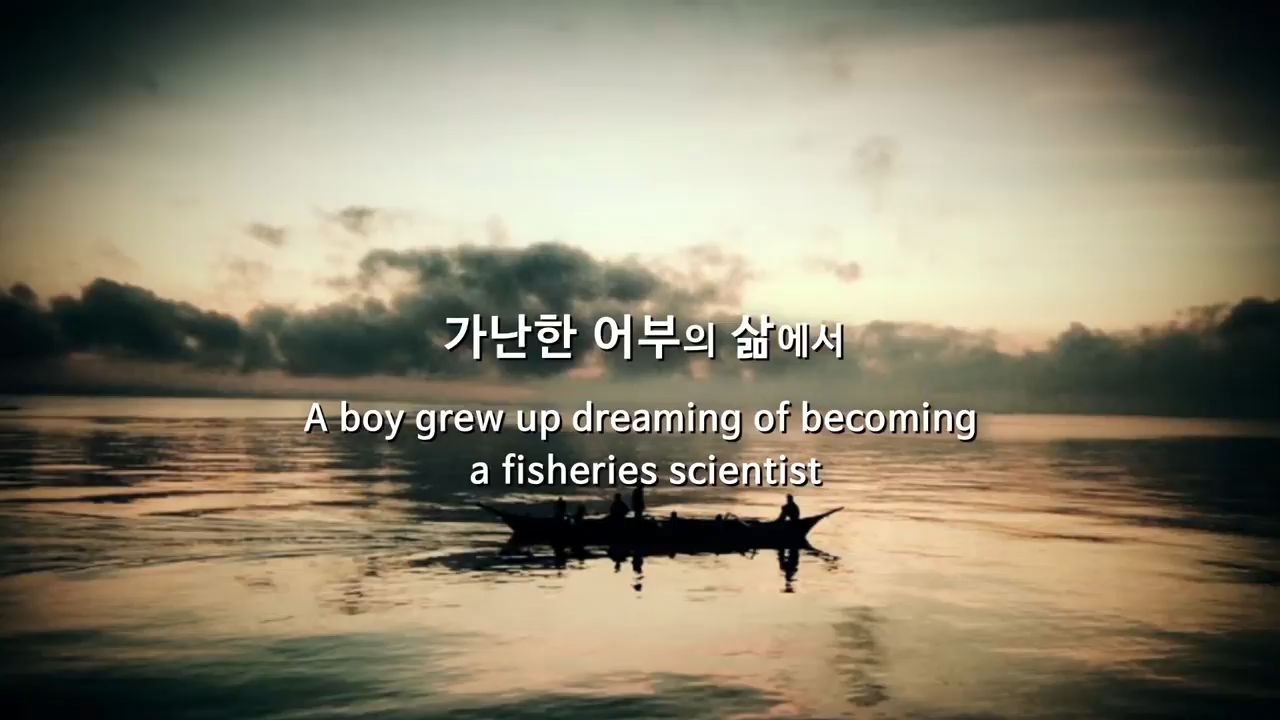 가난한 어부의 삶에서
A boy grew up dreaming of becoming
a fisheries scientist